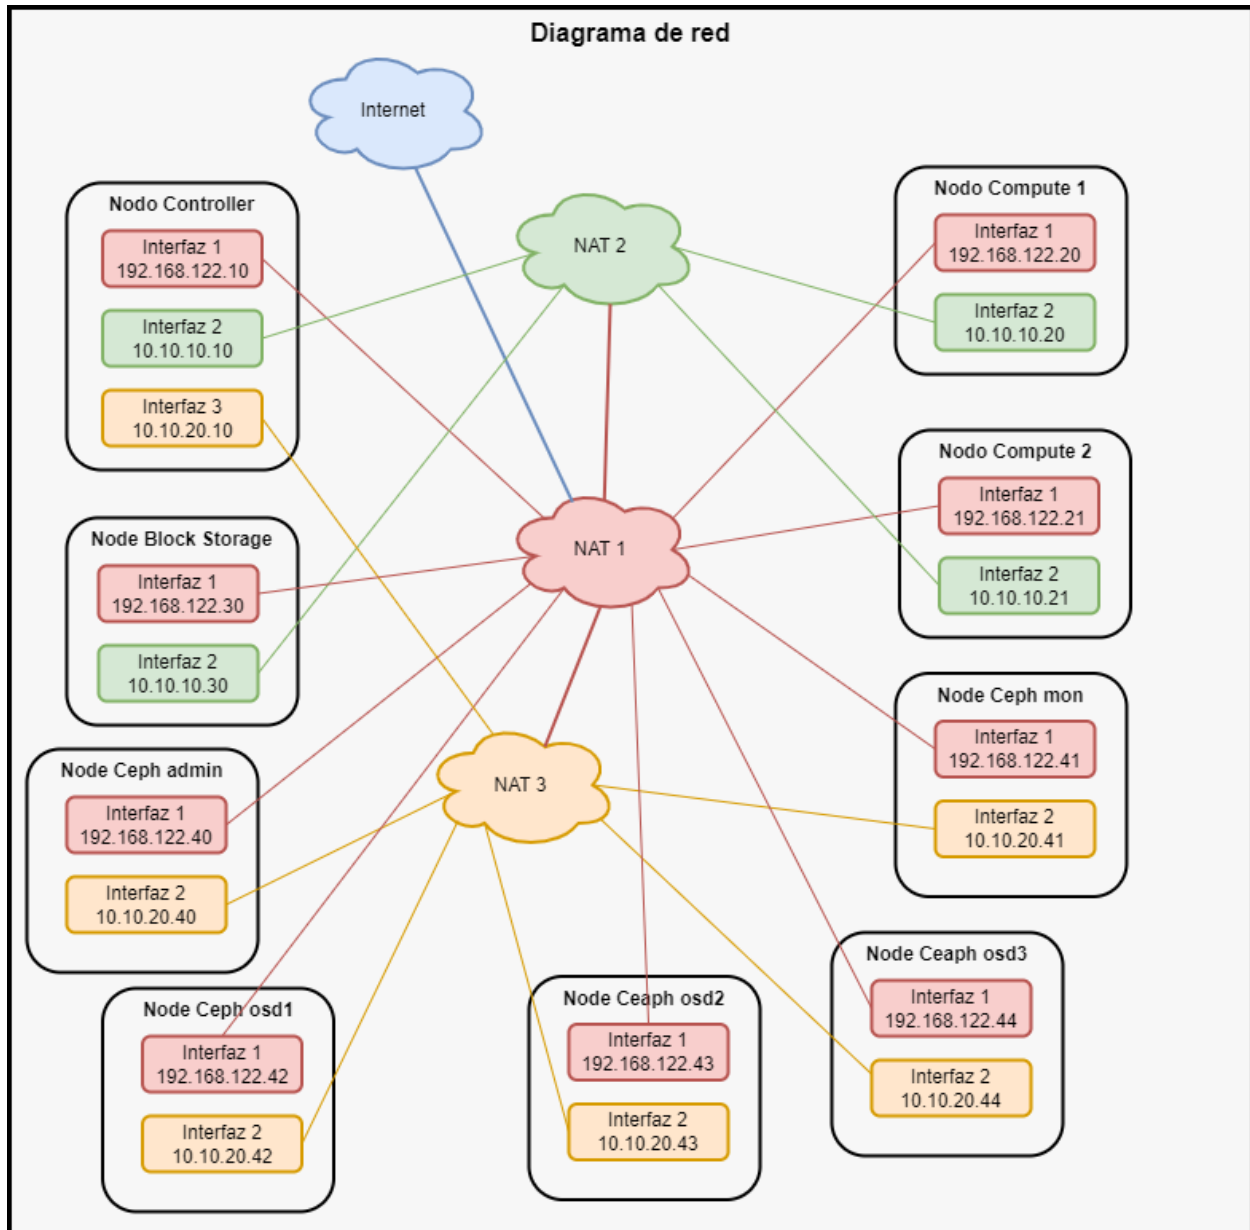 Diagrama de red
Internet
Nodo Controller
Interfaz 1
192.168.122.10
Interfaz 2
10.10.10.10
Interfaz 3
10.10.20.10
NAT 2
Nodo Compute 1
Interfaz 1
192.168.122.20
Interfaz 2
10.10.10.20
Nodo Compute 2
Interfaz 1
192.168.122.21
Interfaz 2
10.10.10.21
Node Block Storage
Interfaz 1
192.168.122.30
Interfaz 2
10.10.10.30
NAT 1
Node Ceph mon
Interfaz 1
192.168.122.41
Interfaz 2
10.10.20.41
Node Ceph admin
Interfaz 1
192.168.122.40
Interfaz 2
10.10.20.40
NAT 3
Node Ceph osd1
Interfaz 1
192.168.122.42
Interfaz 2
10.10.20.42
Node Ceaph osd2
Interfaz 1
192.168.122.43
Interfaz 2
10.10.20.43
Node Ceaph osd3
Interfaz 1
192.168.122.44
Interfaz 2
10.10.20.44